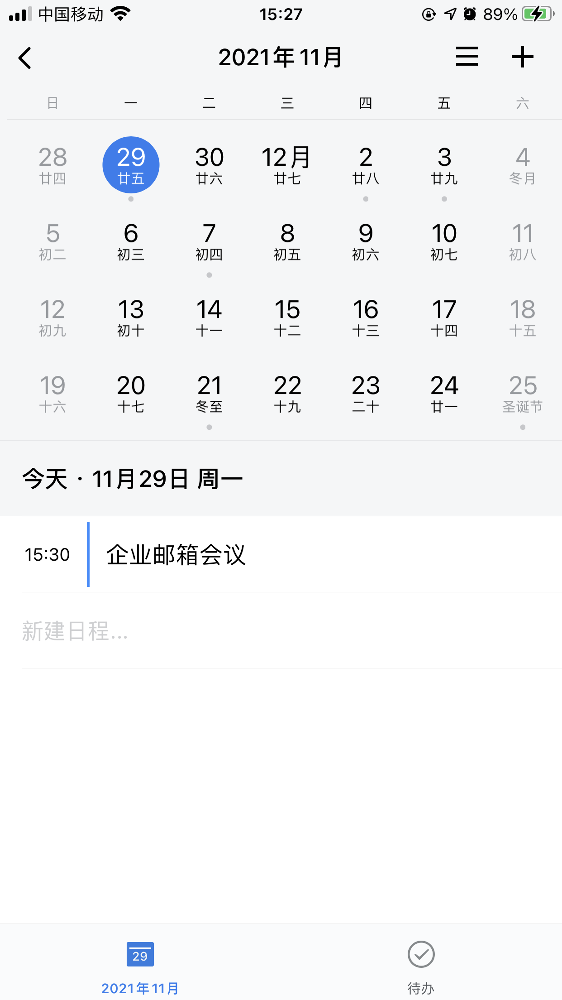 中国移动 15:27 89%
2021年11月
日 一 二 三 四 五 六
28 29 30 12月 2 3 4
廿四 廿五 廿六 廿七 廿八 廿九 冬月
5 6 7 8 9 10 11
初二 初三 初四 初五 初六 初七 初八
12 13 14 15 16 17 18
初九 初十 十一 十二 十三 十四 十五
19 20 21 22 23 24 25
十六 十七 冬至 十九 二十 廿一 圣诞节
今天 · 11月29日 周一
15:30 企业邮箱会议
新建日程...
29
2021年11月 待办